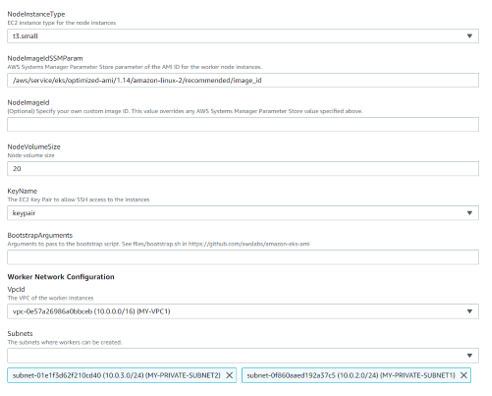 NodeInstanceType
EC2 instance type for the node instances
t3.small
NodeImageIdSSMParam
AWS Systems Manager Parameter Store parameter of the AMI ID for the worker node instances.
/aws/service/eks/optimized-ami/1.14/amazon-linux-2/recommended/image_id
NodeImageId
(Optional) Specify your own custom image ID. This value overrides any AWS Systems Manager Parameter Store value specified above.
NodeVolumeSize
Node volume size
20
KeyName
The EC2 Key Pair to allow SSH access to the instances
keypair
BootstrapArguments
Arguments to pass to the bootstrap script. See files/bootstrap.sh in https://github.com/awslabs/amazon-eks-ami
Worker Network Configuration
VpcId
The VPC of the worker instances
vpc-0e57a26986a0bbceb (10.0.0.0/16) (MY-VPC1)
Subnets
The subnets where workers can be created.
subnet-01e1f3d62f210cd40 (10.0.3.0/24) (MY-PRIVATE-SUBNET2) X
subnet-0f860aaed192a37c5 (10.0.2.0/24) (MY-PRIVATE-SUBNET1) X